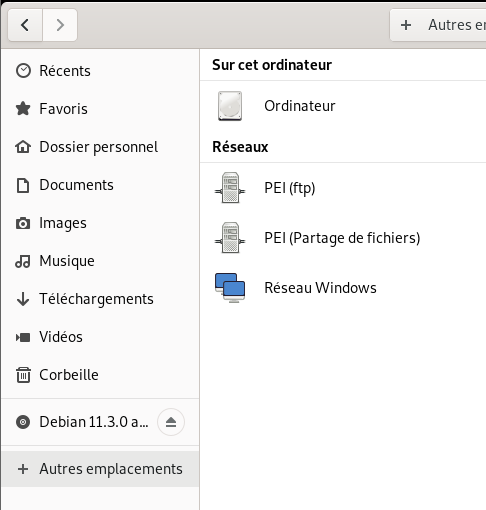 Autres e
Récents
Favoris
Dossier personnel
Documents
Images
Musique
Téléchargements
Vidéos
Corbeille
Debian 11.3.0 a...
Autres emplacements
Sur cet ordinateur
Ordinateur
Réseaux
PEI (ftp)
PEI (Partage de fichiers)
Réseau Windows